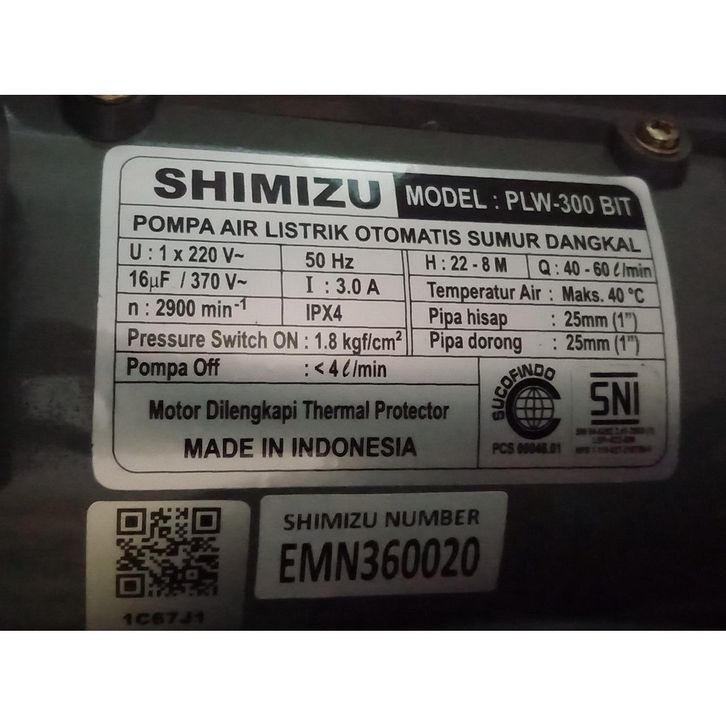 SHIMIZU
MODEL : PLW-300 BIT
POMPA AIR LISTRIK OTOMATIS SUMUR DANGKAL
U : 1 x 220 V~
50 Hz
H : 22 - 8 M
Q : 40 - 60 ℓ/min
16µF / 370 V~
I : 3.0 A
Temperatur Air : Maks. 40 °C
n : 2900 min⁻¹
IPX4
Pipa hisap : 25mm (1")
Pressure Switch ON : 1.8 kgf/cm²
Pipa dorong : 25mm (1")
Pompa Off : < 4 ℓ/min
Motor Dilengkapi Thermal Protector
MADE IN INDONESIA
SUCOFINDO
SNI
SHIMIZU NUMBER
EMN360020
1C67J1